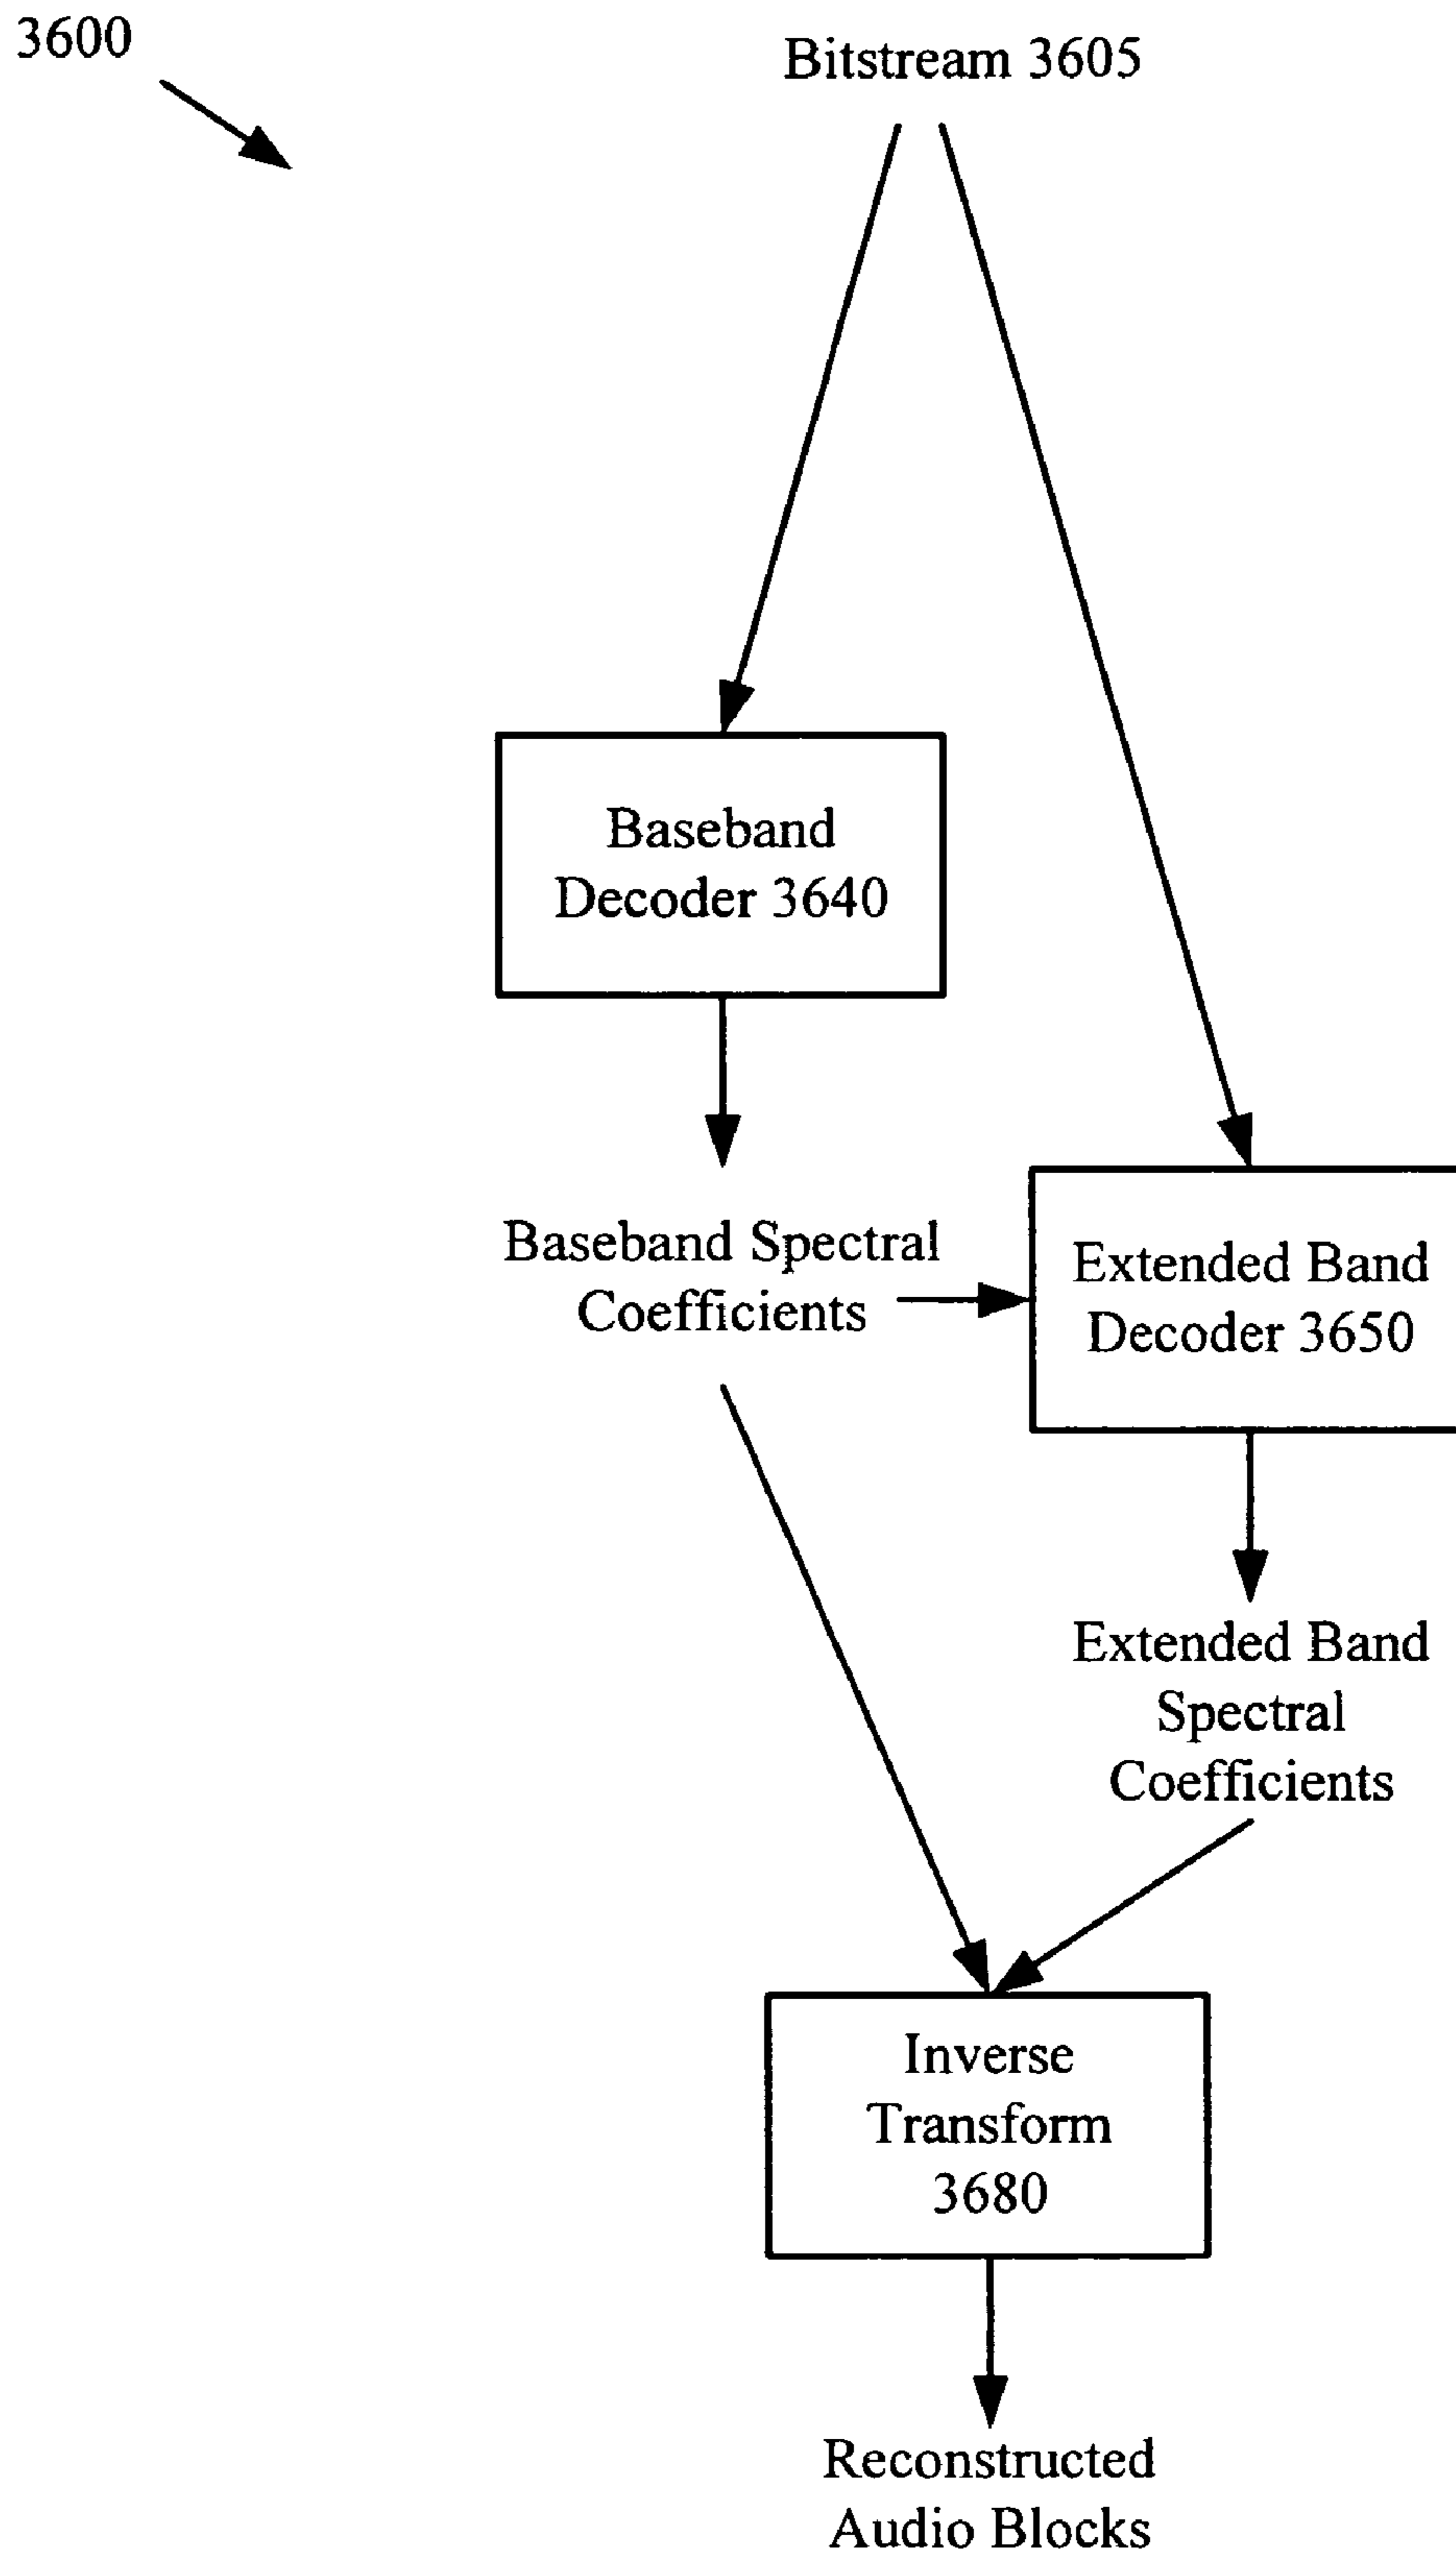 3600
Bitstream 3605
Baseband
Decoder 3640
Baseband Spectral
Coefficients
Extended Band
Decoder 3650
Extended Band
Spectral
Coefficients
Inverse
Transform
3680
Reconstructed
Audio Blocks